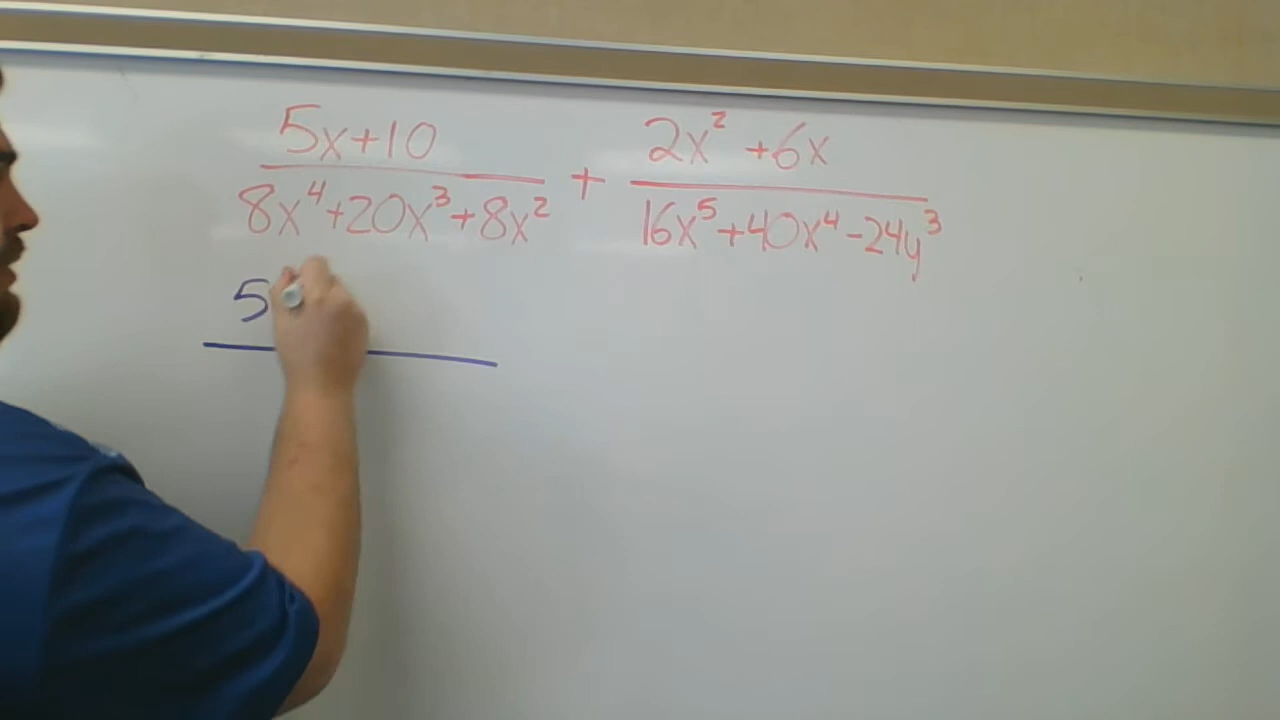 5x+10 + 2x² +6x
8x⁴+20x³+8x² 16x⁵+40x⁴-24y³
5